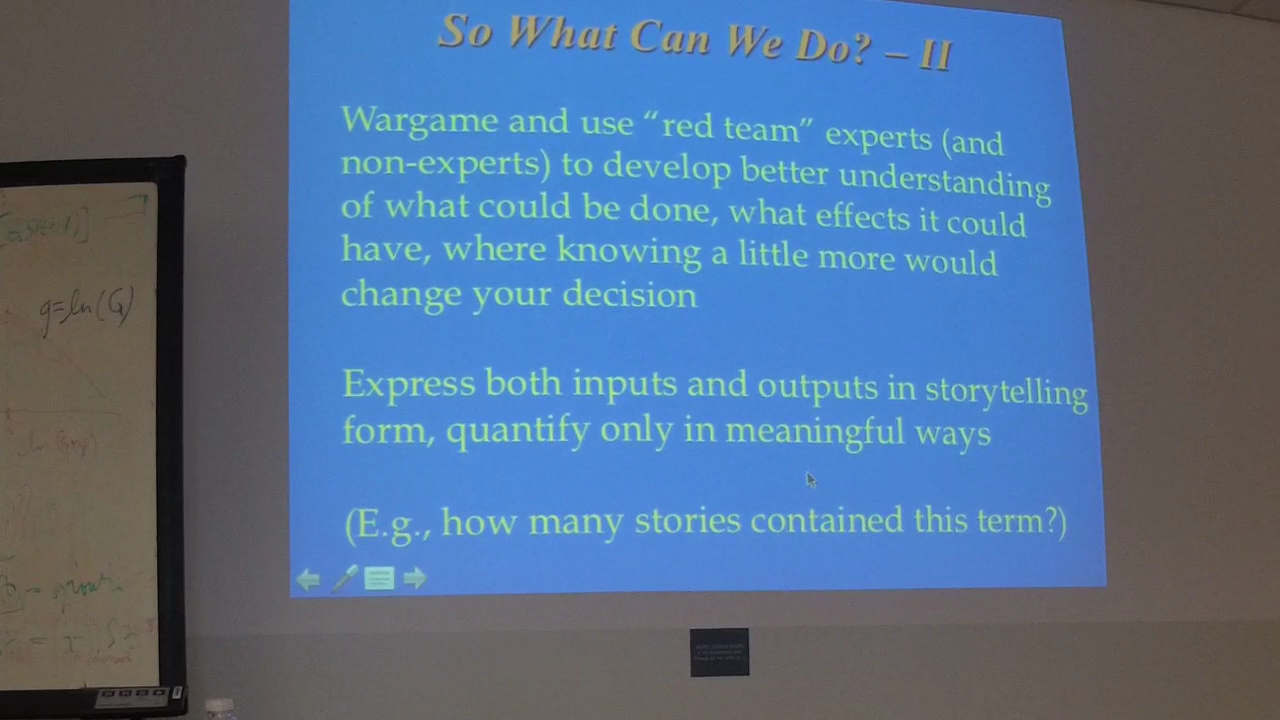 So What Can We Do? – II
Wargame and use “red team” experts (and
non-experts) to develop better understanding
of what could be done, what effects it could
have, where knowing a little more would
change your decision
Express both inputs and outputs in storytelling
form, quantify only in meaningful ways
(E.g., how many stories contained this term?)
g=ln(G)